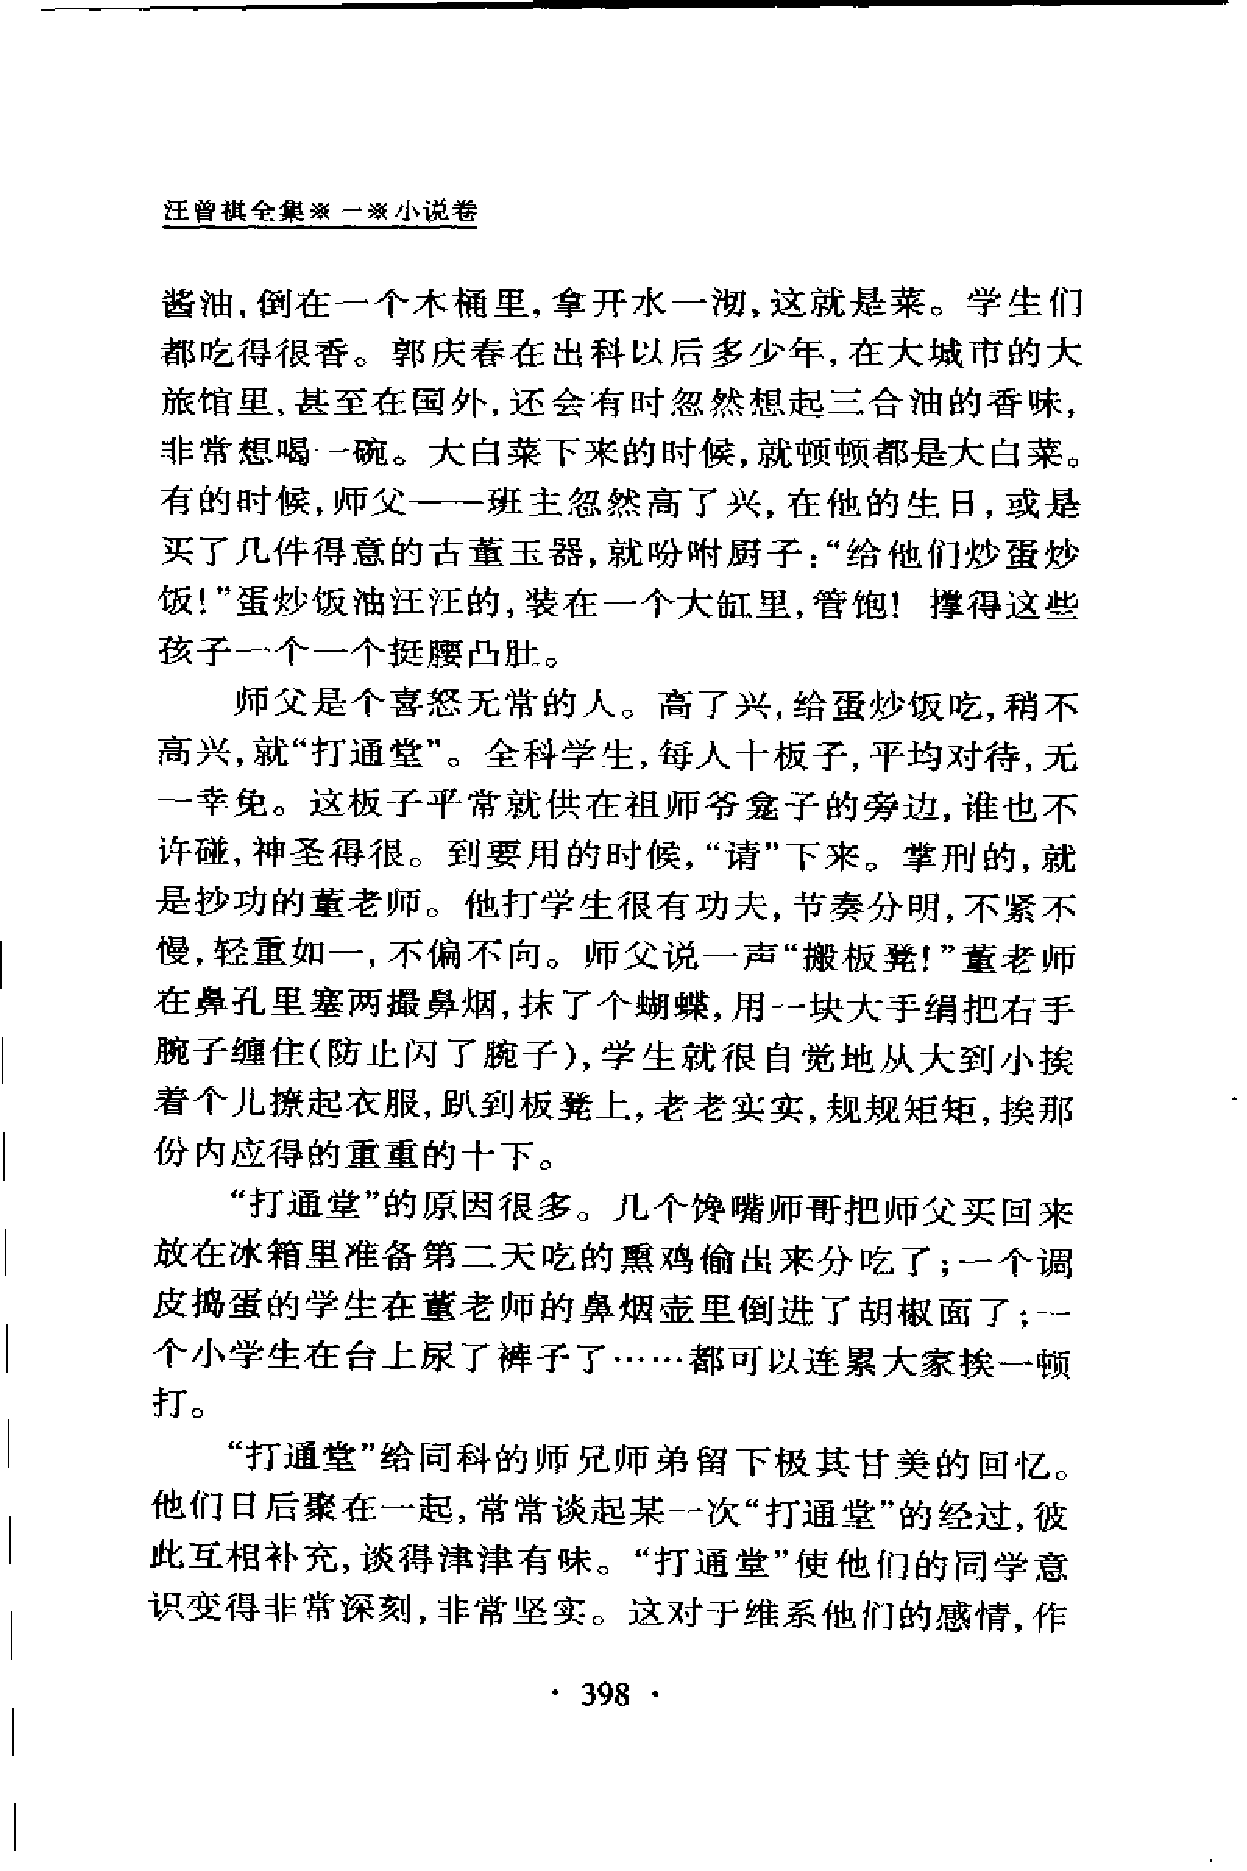 汪曾祺全集※一※小说卷
酱油,倒在一个木桶里,拿开水一沏,这就是菜。学生们
都吃得很香。郭庆春在出科以后多少年,在大城市的大
旅馆里、甚至在国外,还会有时忽然想起三合油的香味,
非常想喝一碗。大白菜下来的时候,就顿顿都是大白菜。
有的时候,师父——班主忽然高了兴,在他的生日,或是
买了几件得意的古董玉器,就吩咐厨子:“给他们炒蛋炒
饭!”蛋炒饭油汪汪的,装在一个大缸里,管饱! 撑得这些
孩子一个一个挺腰凸肚。
师父是个喜怒无常的人。高了兴,给蛋炒饭吃,稍不
高兴,就“打通堂”。全科学生,每人十板子,平均对待,无
一幸免。这板子平常就供在祖师爷龛子的旁边,谁也不
许碰,神圣得很。到要用的时候,“请”下来。掌刑的,就
是抄功的董老师。他打学生很有功夫,节奏分明,不紧不
慢,轻重如一,不偏不向。师父说一声“搬板凳!”董老师
在鼻孔里塞两撮鼻烟,抹了个蝴蝶,用一块大手绢把右手
腕子缠住(防止闪了腕子),学生就很自觉地从大到小挨
着个儿撩起衣服,趴到板凳上,老老实实,规规矩矩,挨那
份内应得的重重的十下。
“打通堂”的原因很多。几个馋嘴师哥把师父买回来
放在冰箱里准备第二天吃的熏鸡偷出来分吃了;一个调
皮捣蛋的学生在董老师的鼻烟壶里倒进了胡椒面了;一
个小学生在台上尿了裤子了……都可以连累大家挨一顿
打。
“打通堂”给同科的师兄师弟留下极其甘美的回忆。
他们日后聚在一起,常常谈起某一次“打通堂”的经过,彼
此互相补充,谈得津津有味。“打通堂”使他们的同学意
识变得非常深刻,非常坚实。这对于维系他们的感情,作
· 398 ·